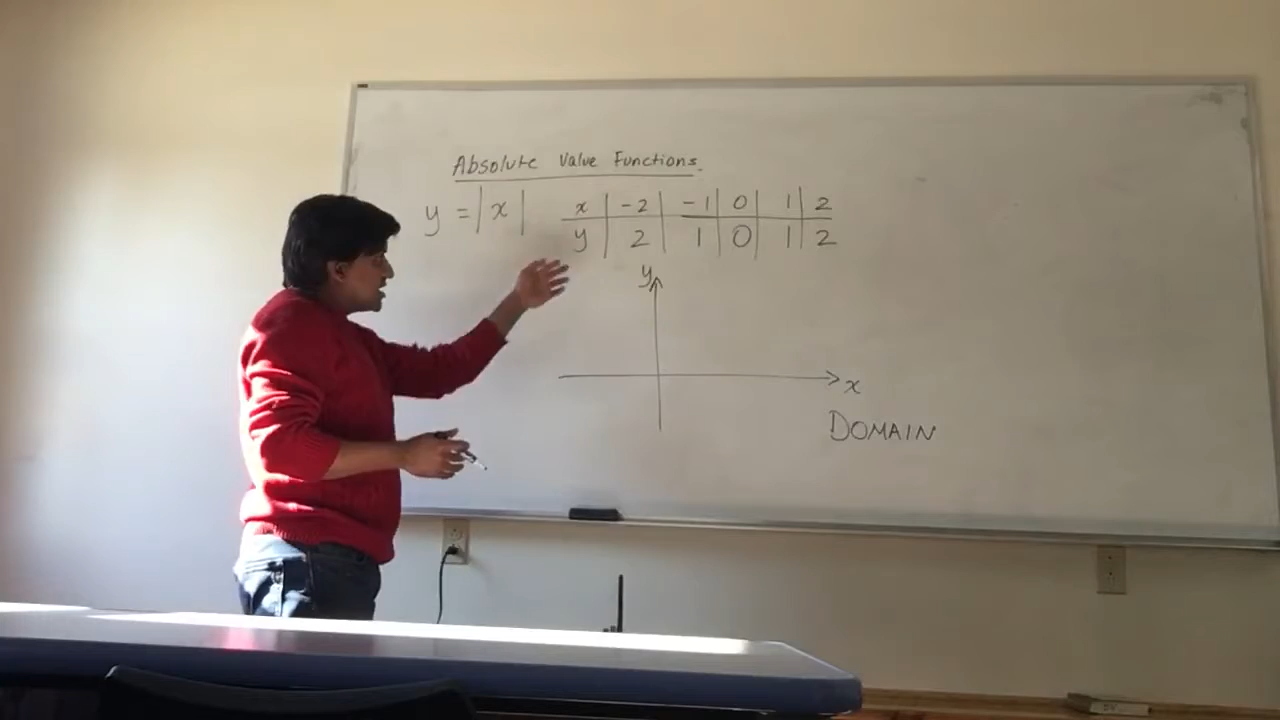 Absolute Value Functions.
y = |x|
x | -2 | -1 | 0 | 1 | 2
y | 2 | 1 | 0 | 1 | 2
y
x
DOMAIN